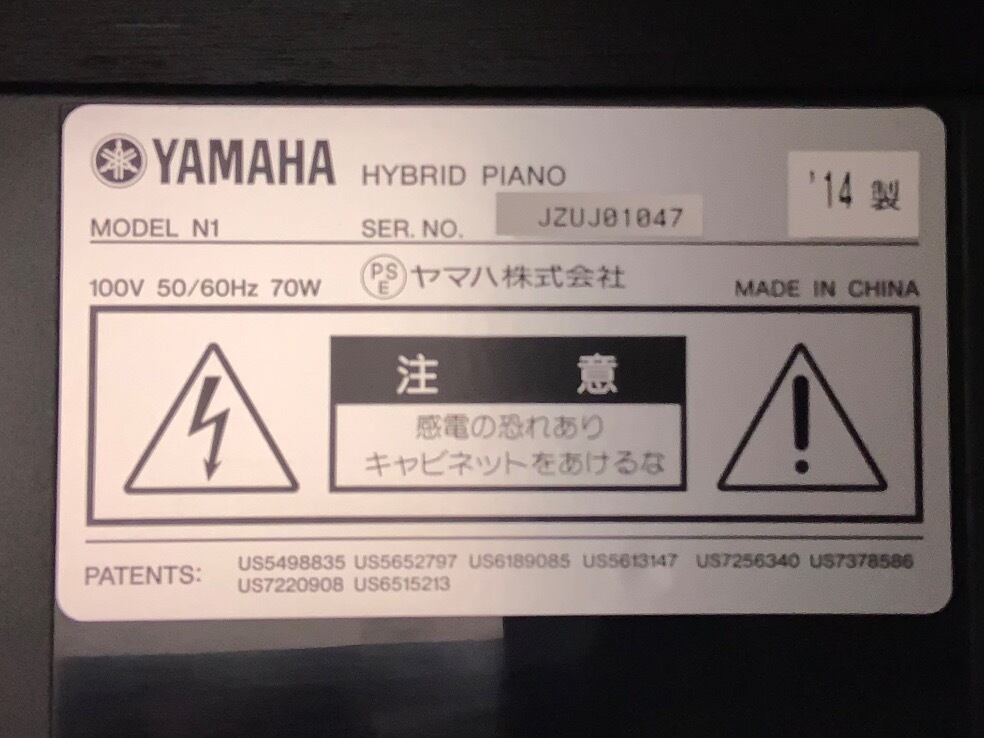 YAMAHA HYBRID PIANO
'14 製
MODEL N1 SER. NO. JZUJ01047
100V 50/60Hz 70W PSE ヤマハ株式会社 MADE IN CHINA
注意
感電の恐れあり
キャビネットをあけるな
PATENTS: US5498835 US5652797 US6189085 US5613147 US7256340 US7378586
US7220908 US6515213